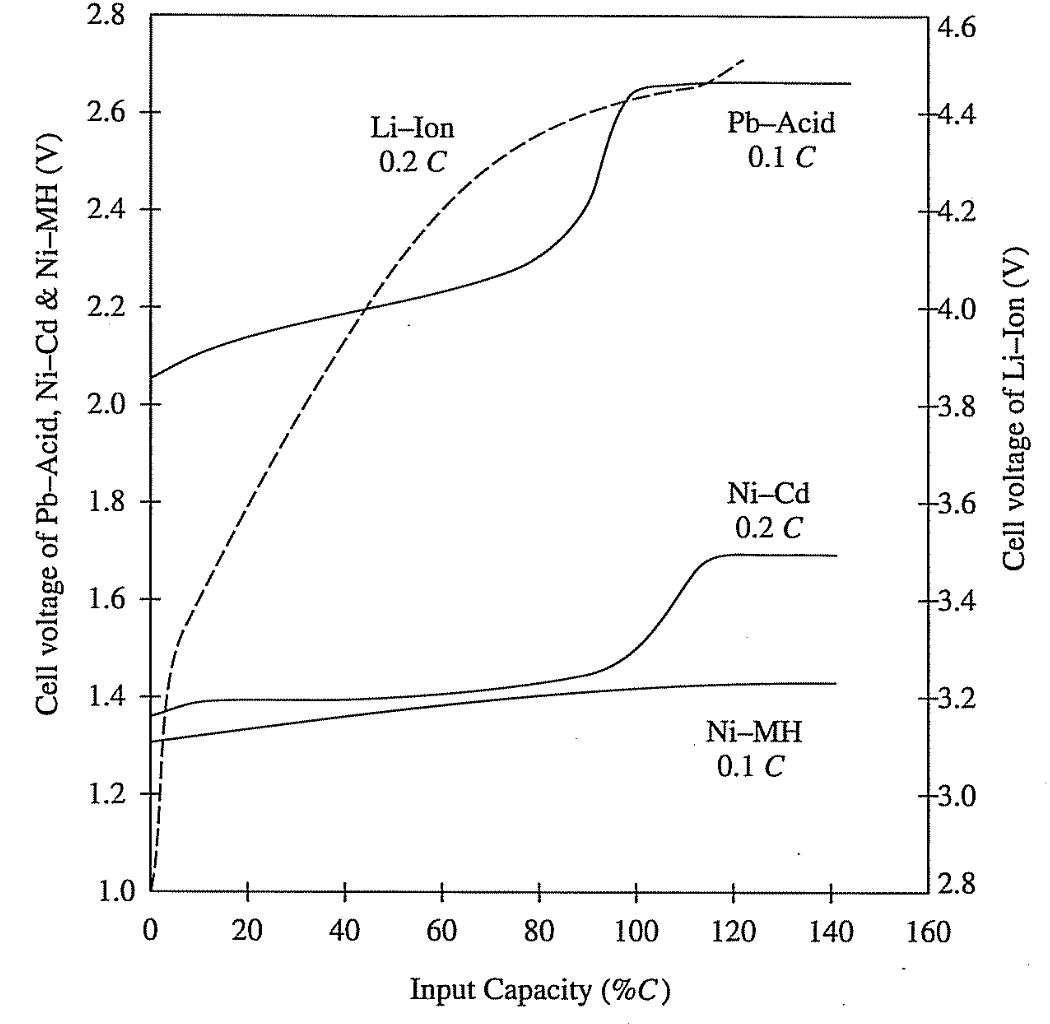 Cell voltage of Pb–Acid, Ni–Cd & Ni–MH (V)
2.8
2.6
2.4
2.2
2.0
1.8
1.6
1.4
1.2
1.0
Li–Ion
0.2 C
Pb–Acid
0.1 C
Ni–Cd
0.2 C
Ni–MH
0.1 C
4.6
4.4
4.2
4.0
3.8
3.6
3.4
3.2
3.0
2.8
Cell voltage of Li–Ion (V)
0 20 40 60 80 100 120 140 160
Input Capacity (%C)